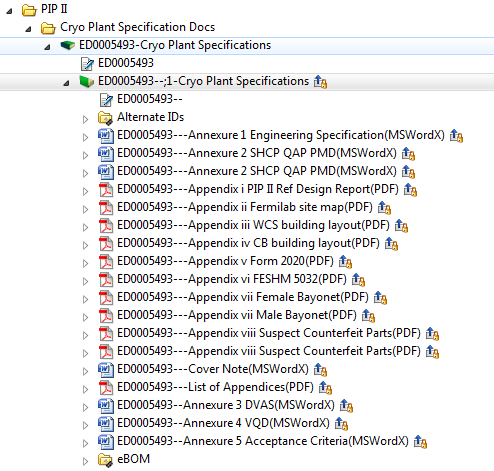 PIP II
Cryo Plant Specification Docs
ED0005493-Cryo Plant Specifications
ED0005493
ED0005493--;1-Cryo Plant Specifications
ED0005493--
Alternate IDs
ED0005493---Annexure 1 Engineering Specification(MSWordX)
ED0005493---Annexure 2 SHCP QAP PMD(MSWordX)
ED0005493---Annexure 2 SHCP QAP PMD(MSWordX)
ED0005493---Appendix i PIP II Ref Design Report(PDF)
ED0005493---Appendix ii Fermilab site map(PDF)
ED0005493---Appendix iii WCS building layout(PDF)
ED0005493---Appendix iv CB building layout(PDF)
ED0005493---Appendix v Form 2020(PDF)
ED0005493---Appendix vi FESHM 5032(PDF)
ED0005493---Appendix vii Female Bayonet(PDF)
ED0005493---Appendix vii Male Bayonet(PDF)
ED0005493---Appendix viii Suspect Counterfeit Parts(PDF)
ED0005493---Appendix viii Suspect Counterfeit Parts(PDF)
ED0005493---Cover Note(MSWordX)
ED0005493---List of Appendices(PDF)
ED0005493--Annexure 3 DVAS(MSWordX)
ED0005493--Annexure 4 VQD(MSWordX)
ED0005493--Annexure 5 Acceptance Criteria(MSWordX)
eBOM